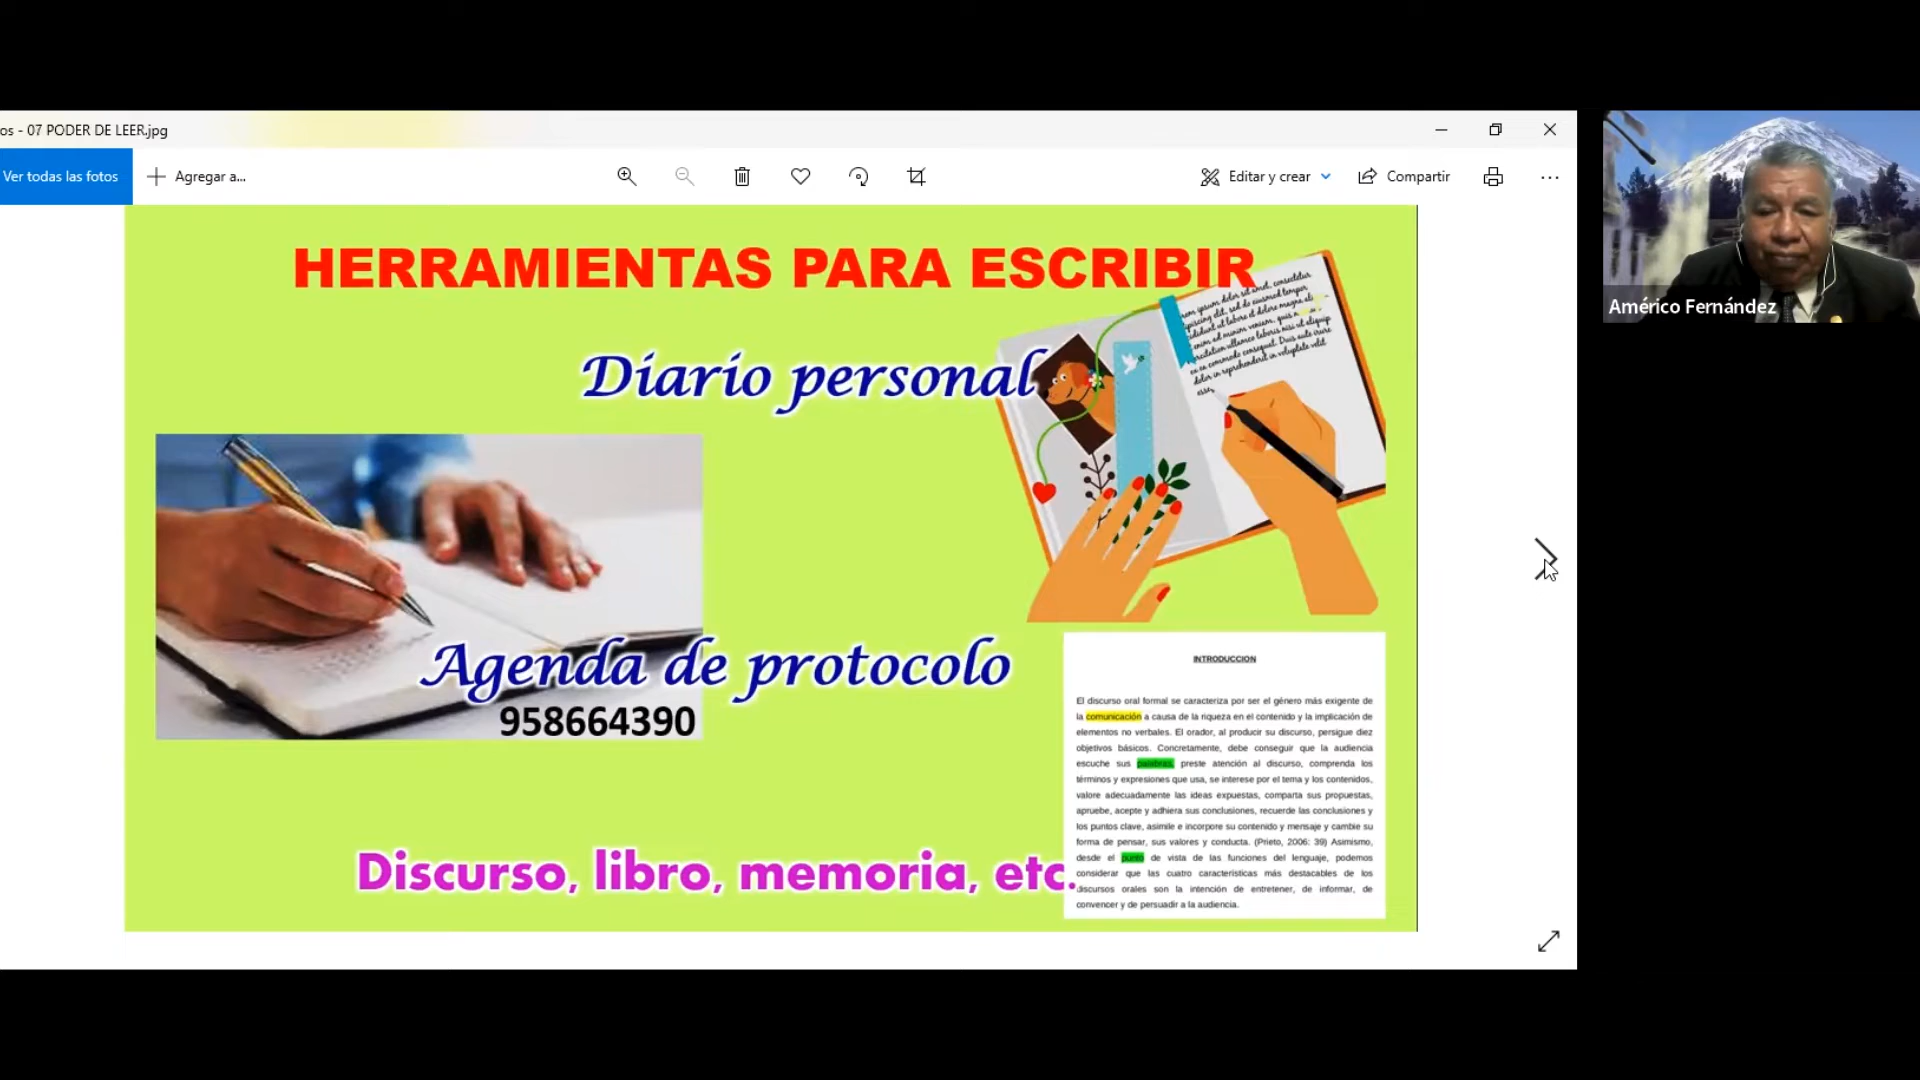 os - 07 PODER DE LEER.jpg
Ver todas las fotos
Agregar a...
Editar y crear
Compartir
Américo Fernández
HERRAMIENTAS PARA ESCRIBIR
Diario personal
Agenda de protocolo
958664390
Discurso, libro, memoria, etc.
INTRODUCCION
El discurso oral formal se caracteriza por ser el género más exigente de
la comunicación a causa de la riqueza en el contenido y la implicación de
elementos no verbales. El orador, al producir su discurso, persigue diez
objetivos básicos. Concretamente, debe conseguir que la audiencia
escuche sus palabras, preste atención al discurso, comprenda los
términos y expresiones que usa, se interese por el tema y los contenidos,
valore adecuadamente las ideas expuestas, comparta sus propuestas,
apruebe, acepte y adhiera sus conclusiones, recuerde las conclusiones y
los puntos clave, asimile e incorpore su contenido y mensaje y cambie su
forma de pensar, sus valores y conducta. (Prieto, 2006: 39) Asimismo,
desde el punto de vista de las funciones del lenguaje, podemos
considerar que las cuatro características más destacables de los
discursos orales son la intención de entretener, de informar, de
convencer y de persuadir a la audiencia.